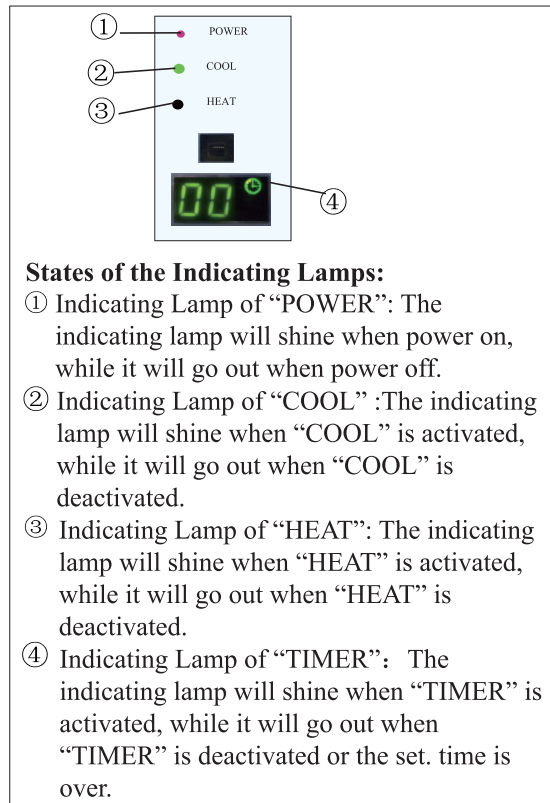 ① POWER
② COOL
③ HEAT
00
④
States of the Indicating Lamps:
① Indicating Lamp of “POWER”: The
indicating lamp will shine when power on,
while it will go out when power off.
② Indicating Lamp of “COOL” :The indicating
lamp will shine when “COOL” is activated,
while it will go out when “COOL” is
deactivated.
③ Indicating Lamp of “HEAT”: The indicating
lamp will shine when “HEAT” is activated,
while it will go out when “HEAT” is
deactivated.
④ Indicating Lamp of “TIMER”: The
indicating lamp will shine when “TIMER” is
activated, while it will go out when
“TIMER” is deactivated or the set. time is
over.